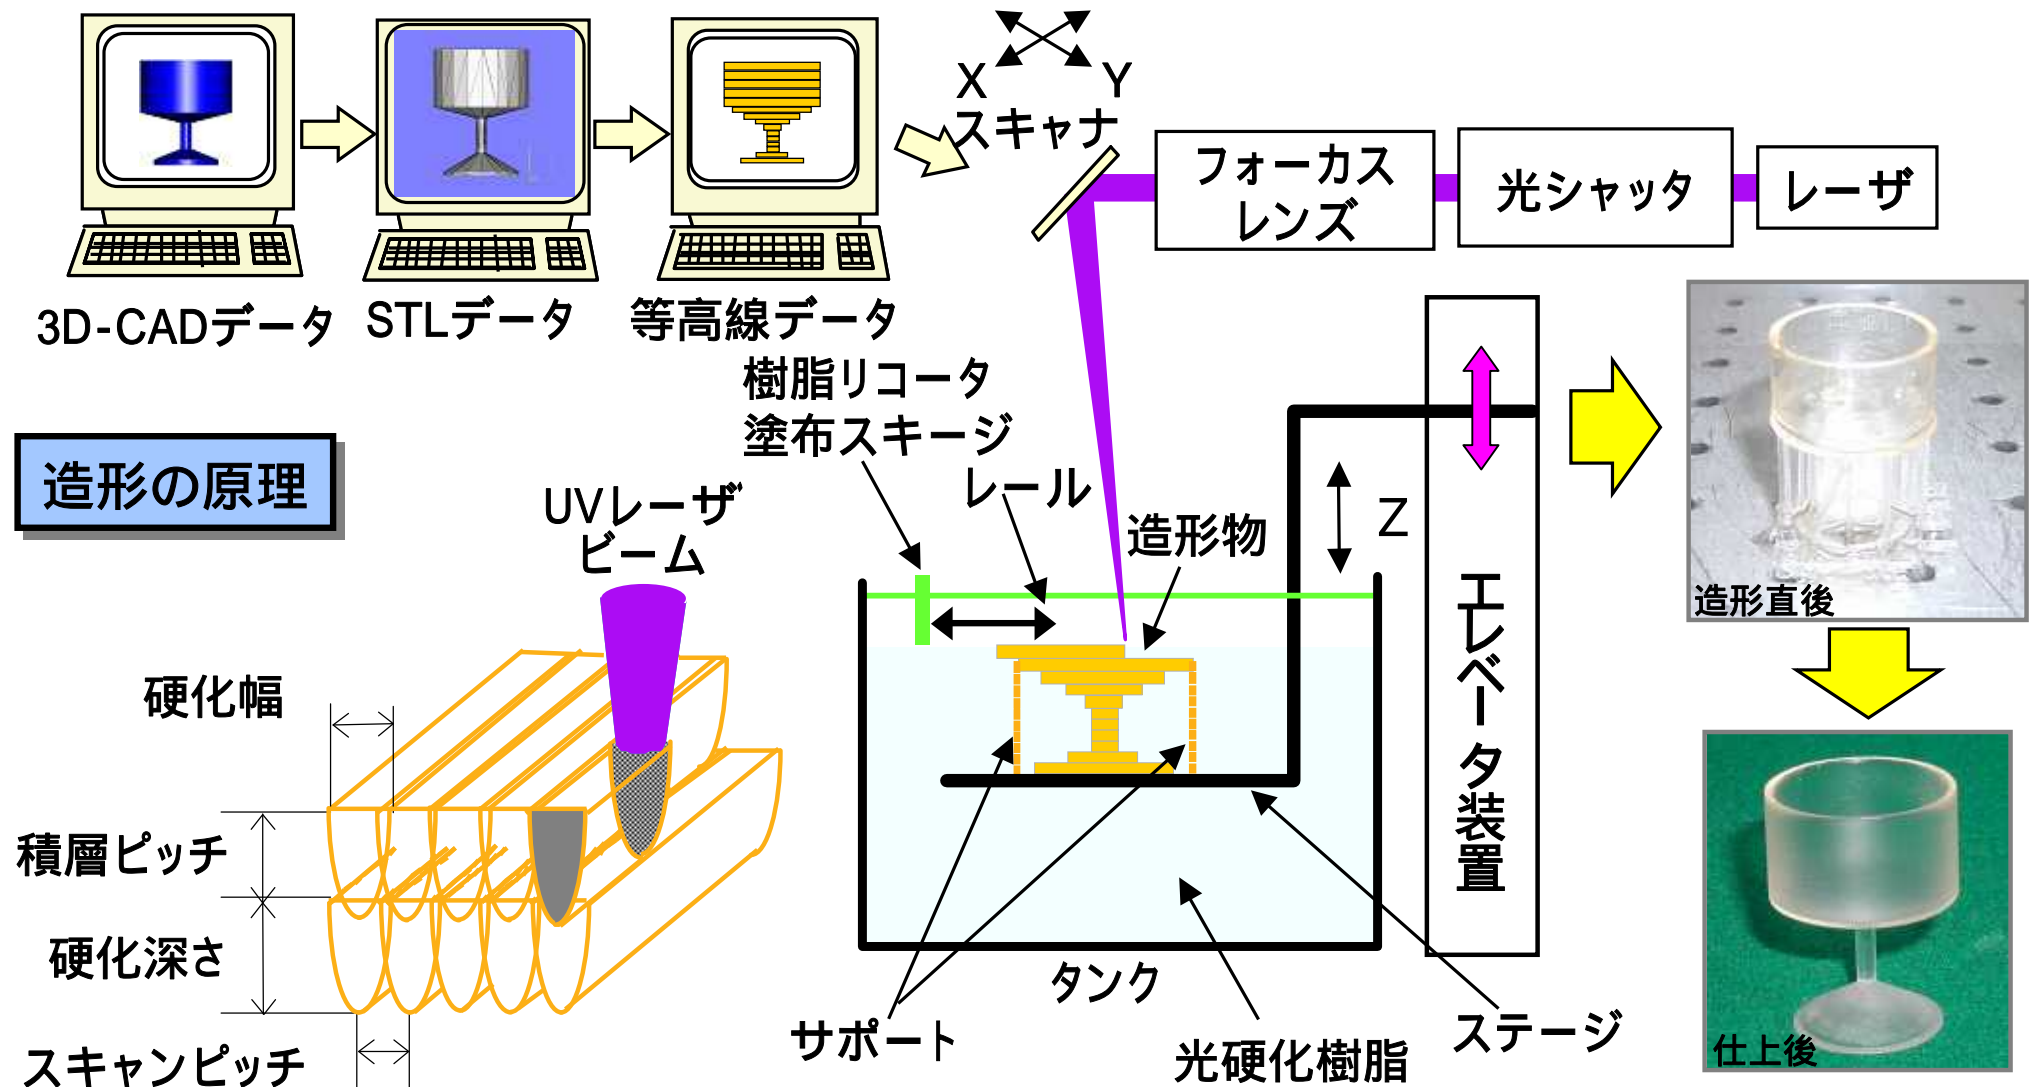 3D-CADデータ
STLデータ
等高線データ
X
Y
スキャナ
フォーカス
レンズ
光シャッタ
レーザ
樹脂リコータ
塗布スキージ
レール
造形物
Z
エレベータ装置
造形直後
仕上後
造形の原理
UVレーザ
ビーム
硬化幅
積層ピッチ
硬化深さ
スキャンピッチ
タンク
サポート
光硬化樹脂
ステージ